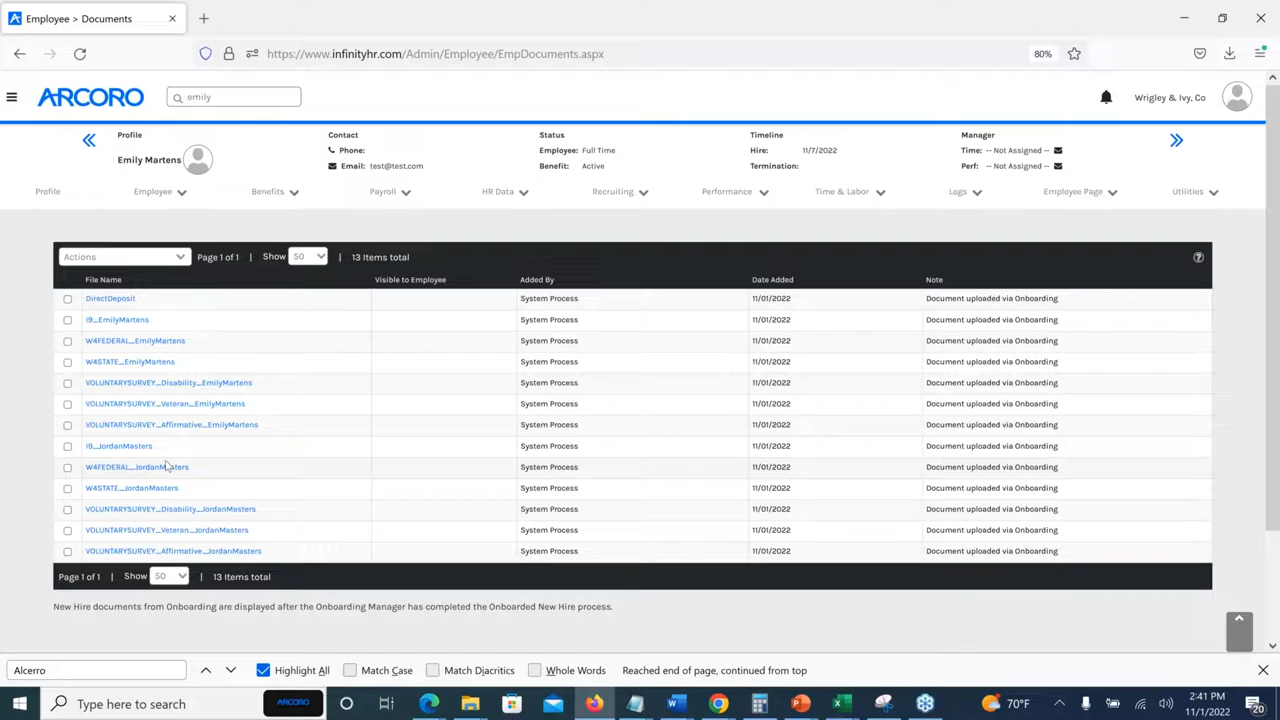 Employee > Documents
https://www.infinityhr.com/Admin/Employee/EmpDocuments.aspx
80%
ARCORO
emily
Wrigley & Ivy, Co
Profile
Contact
Status
Timeline
Manager
Phone:
Employee: Full Time
Hire: 11/7/2022
Time: -- Not Assigned --
Emily Martens
Email: test@test.com
Benefit: Active
Termination:
Perf: -- Not Assigned --
Profile
Employee
Benefits
Payroll
HR Data
Recruiting
Performance
Time & Labor
Logs
Employee Page
Utilities
Actions
Page 1 of 1 | Show 50 | 13 Items total
File Name Visible to Employee Added By Date Added Note
DirectDeposit System Process 11/01/2022 Document uploaded via Onboarding
I9_EmilyMartens System Process 11/01/2022 Document uploaded via Onboarding
W4FEDERAL_EmilyMartens System Process 11/01/2022 Document uploaded via Onboarding
W4STATE_EmilyMartens System Process 11/01/2022 Document uploaded via Onboarding
VOLUNTARYSURVEY_Disability_EmilyMartens System Process 11/01/2022 Document uploaded via Onboarding
VOLUNTARYSURVEY_Veteran_EmilyMartens System Process 11/01/2022 Document uploaded via Onboarding
VOLUNTARYSURVEY_Affirmative_EmilyMartens System Process 11/01/2022 Document uploaded via Onboarding
I9_JordanMasters System Process 11/01/2022 Document uploaded via Onboarding
W4FEDERAL_JordanMasters System Process 11/01/2022 Document uploaded via Onboarding
W4STATE_JordanMasters System Process 11/01/2022 Document uploaded via Onboarding
VOLUNTARYSURVEY_Disability_JordanMasters System Process 11/01/2022 Document uploaded via Onboarding
VOLUNTARYSURVEY_Veteran_JordanMasters System Process 11/01/2022 Document uploaded via Onboarding
VOLUNTARYSURVEY_Affirmative_JordanMasters System Process 11/01/2022 Document uploaded via Onboarding
Page 1 of 1 | Show 50 | 13 Items total
New Hire documents from Onboarding are displayed after the Onboarding Manager has completed the Onboarded New Hire process.
Alcerro
Highlight All
Match Case
Match Diacritics
Whole Words
Reached end of page, continued from top
Type here to search
ARCORO
70°F
2:41 PM
11/1/2022
20